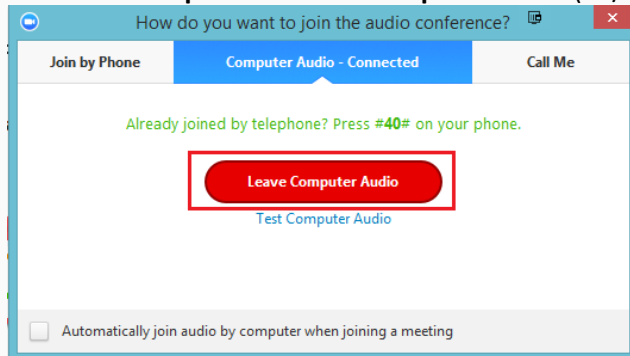 How do you want to join the audio conference?
Join by Phone
Computer Audio - Connected
Call Me
Already joined by telephone? Press #40# on your phone.
Leave Computer Audio
Test Computer Audio
Automatically join audio by computer when joining a meeting